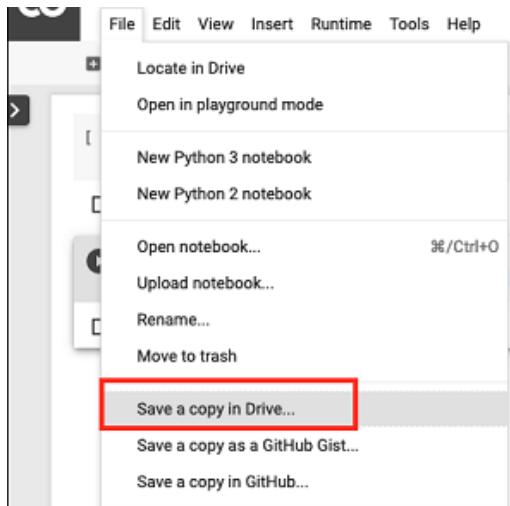 File Edit View Insert Runtime Tools Help
Locate in Drive
Open in playground mode
New Python 3 notebook
New Python 2 notebook
Open notebook... ⌘/Ctrl+O
Upload notebook...
Rename...
Move to trash
[
Save a copy in Drive...
Save a copy as a GitHub Gist...
Save a copy in GitHub...